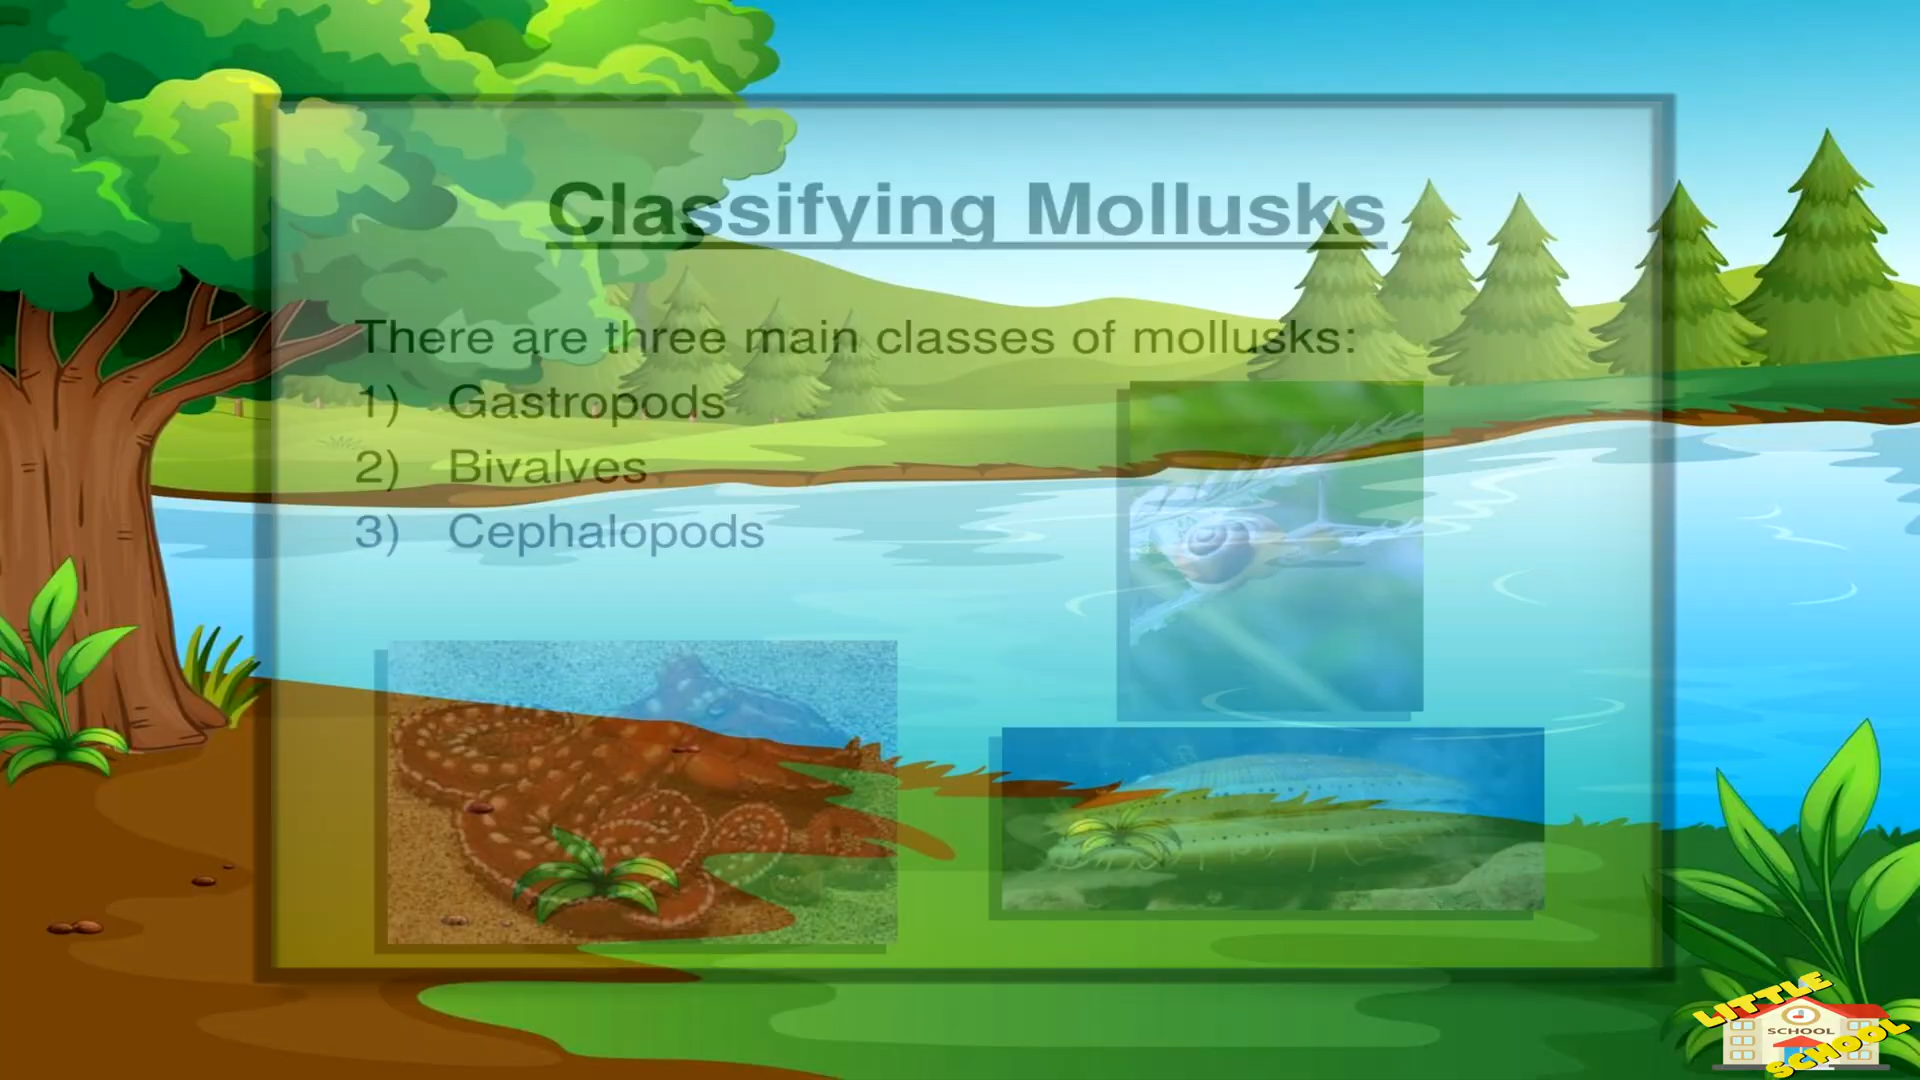 Classifying Mollusks
There are three main classes of mollusks:
1) Gastropods
2) Bivalves
3) Cephalopods
LITTLE
SCHOOL
SCHOOL